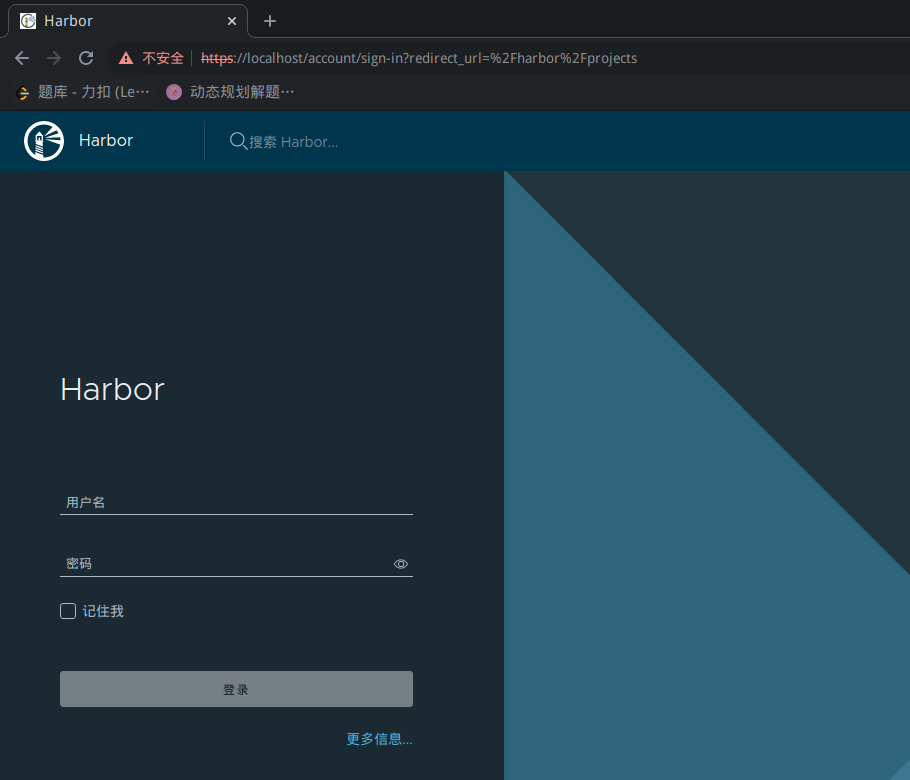 Harbor
不安全 https://localhost/account/sign-in?redirect_url=%2Fharbor%2Fprojects
题库 - 力扣 (Le… 动态规划解题…
Harbor 搜索 Harbor...
Harbor
用户名
密码
记住我
登录
更多信息...